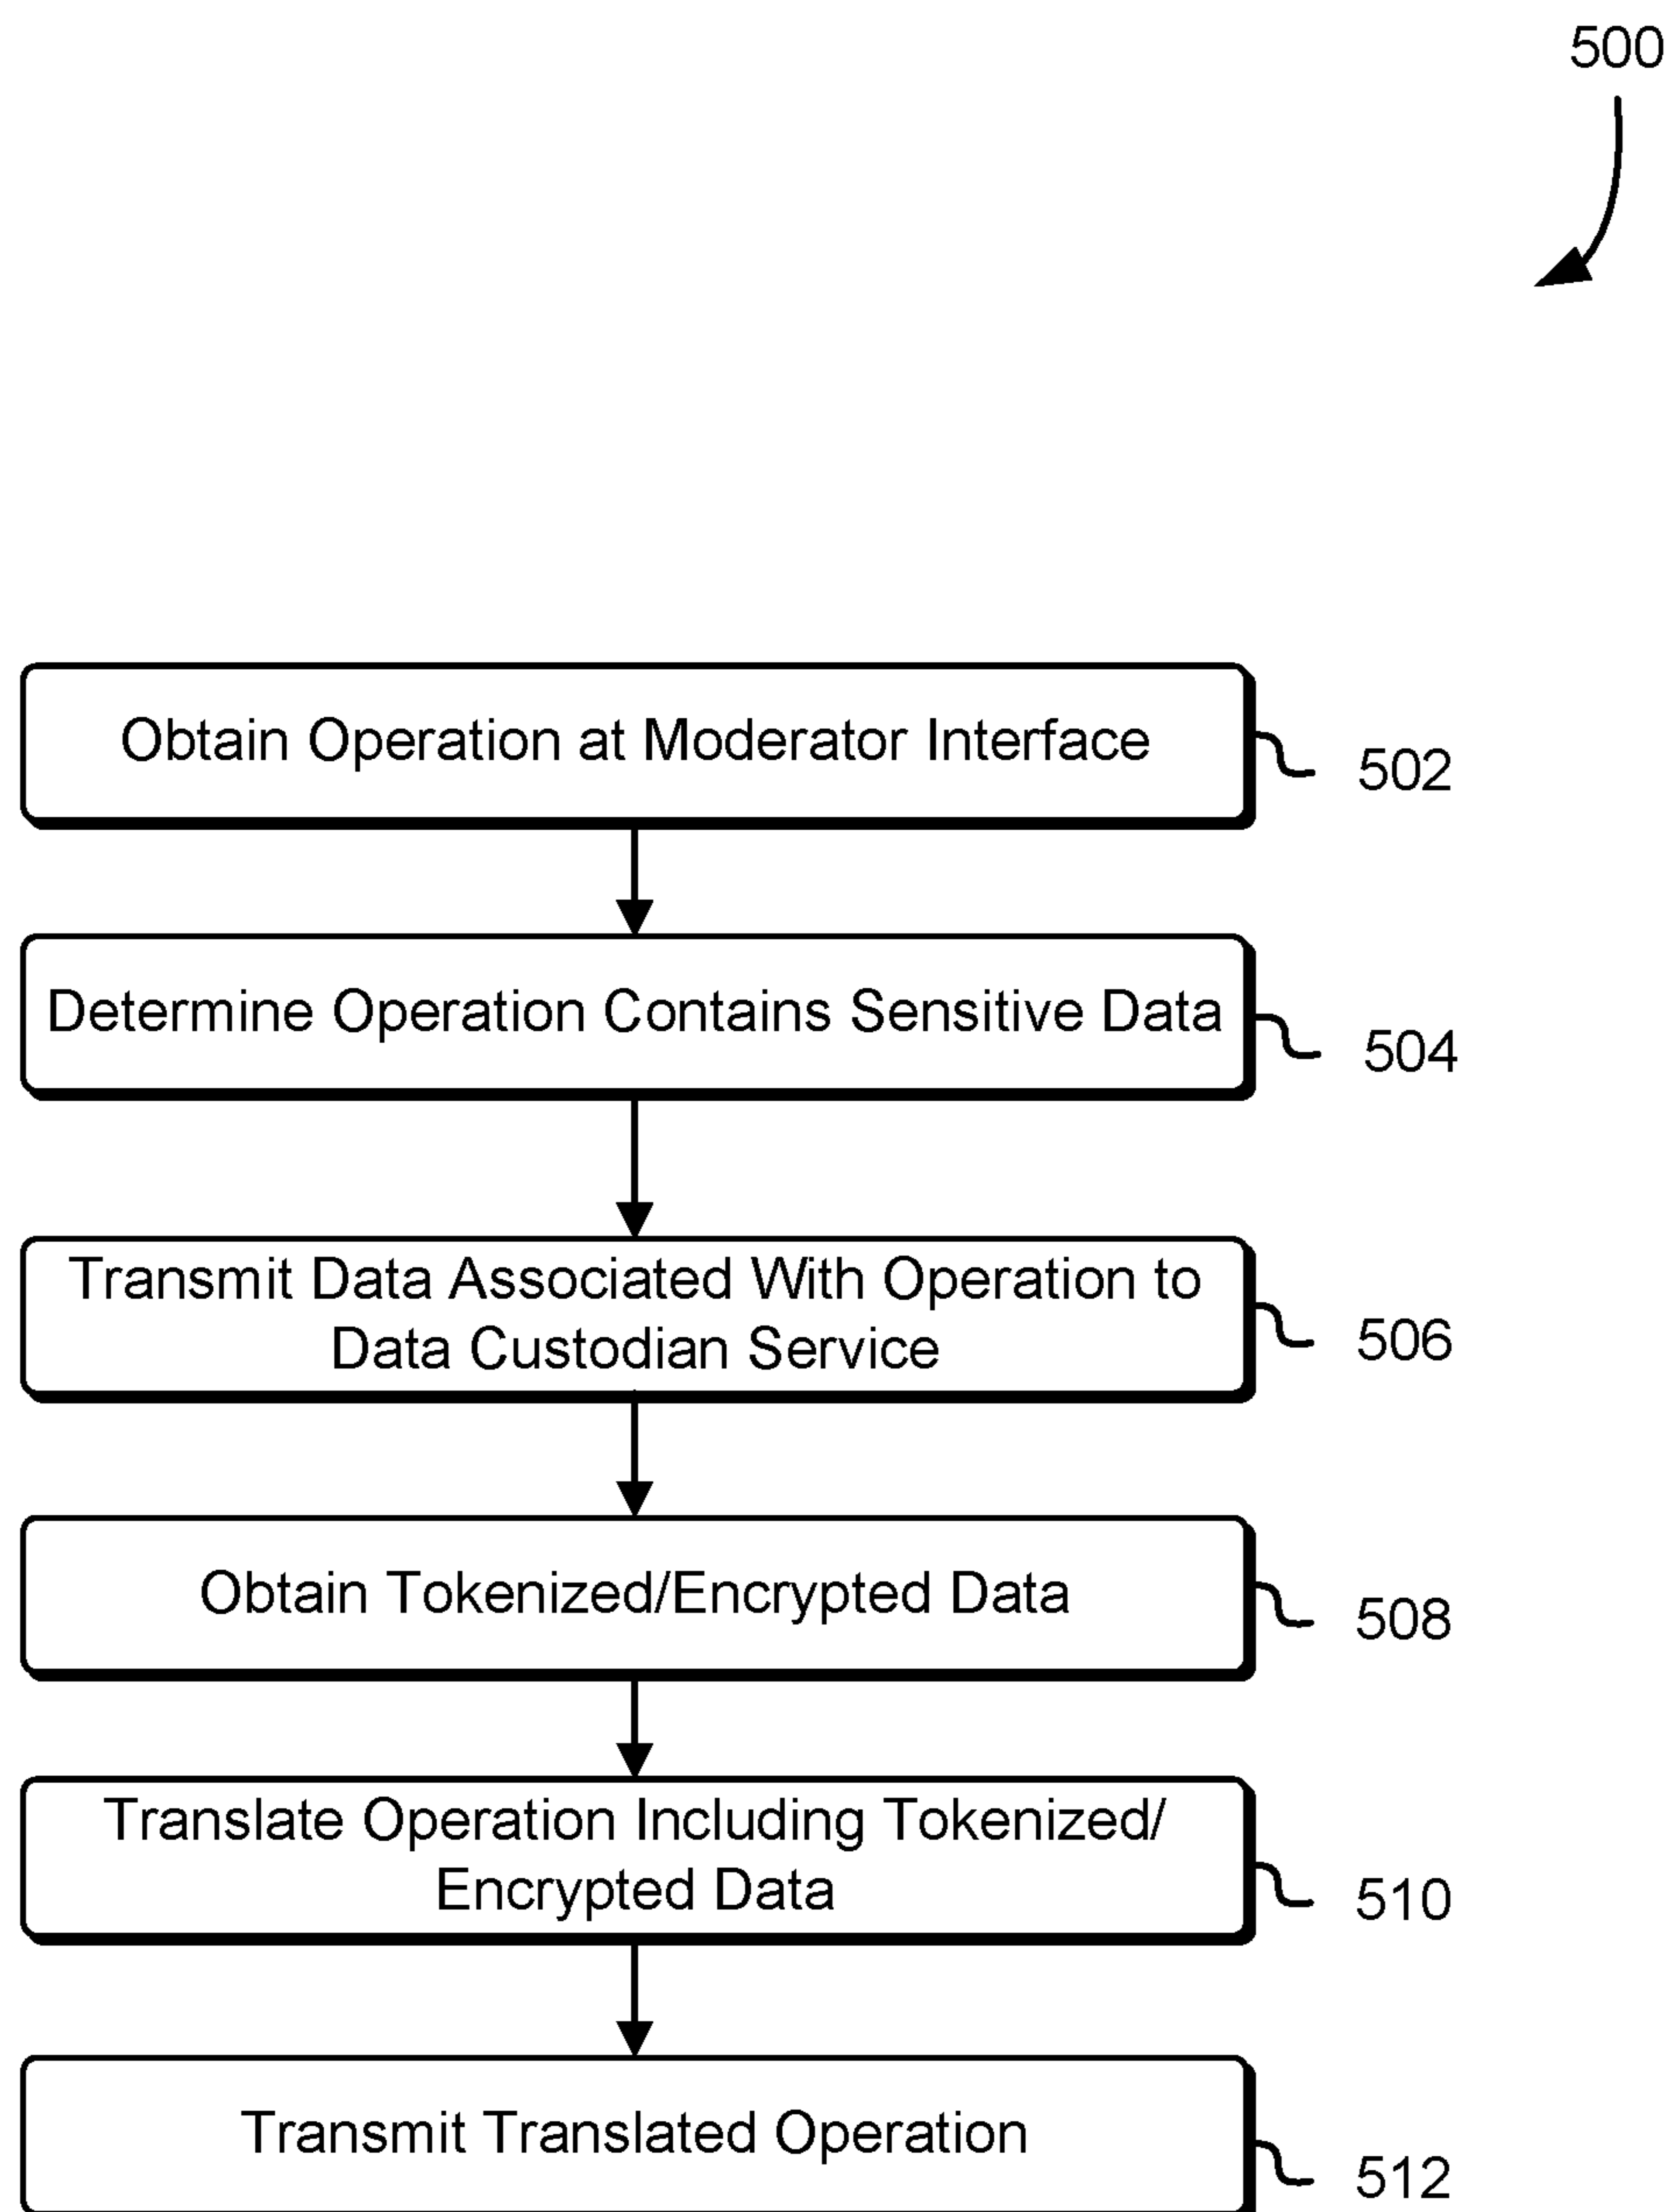 500
Obtain Operation at Moderator Interface
502
Determine Operation Contains Sensitive Data
504
Transmit Data Associated With Operation to
Data Custodian Service
506
Obtain Tokenized/Encrypted Data
508
Translate Operation Including Tokenized/
Encrypted Data
510
Transmit Translated Operation
512